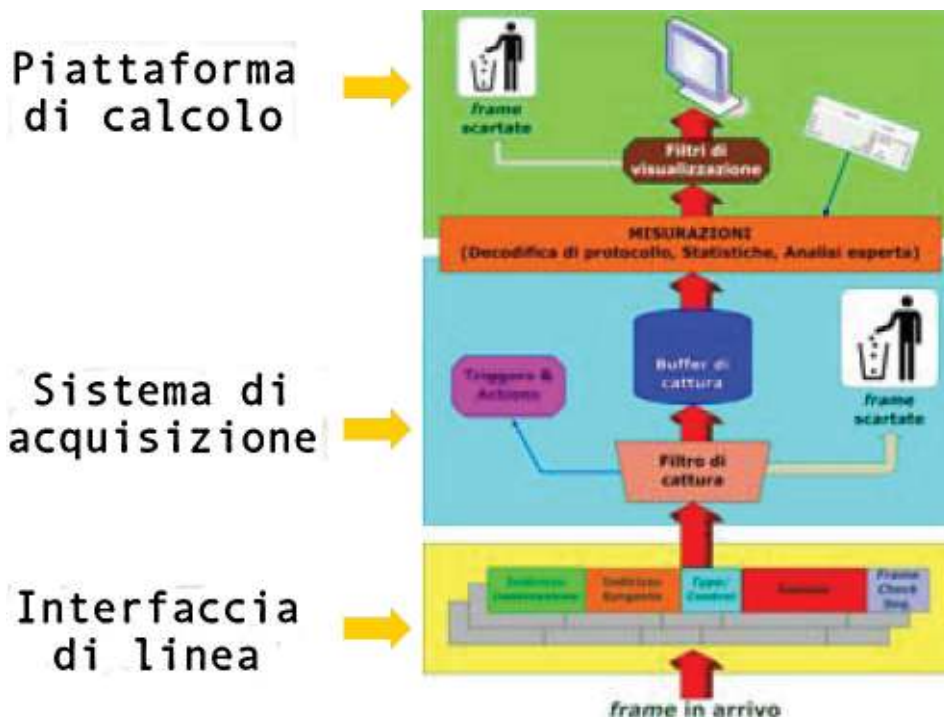 Piattaforma
di calcolo
frame
scartate
Filtri di
visualizzazione
MISURAZIONI
(Decodifica di protocollo, Statistiche, Analisi esperta)
Sistema di
acquisizione
Triggers &
Actions
Buffer di
cattura
frame
scartate
Filtro di
cattura
Interfaccia
di linea
Indirizzo
Destinazione
Indirizzo
Sorgente
Type/
Control
Frame
Check
Seq.
frame in arrivo